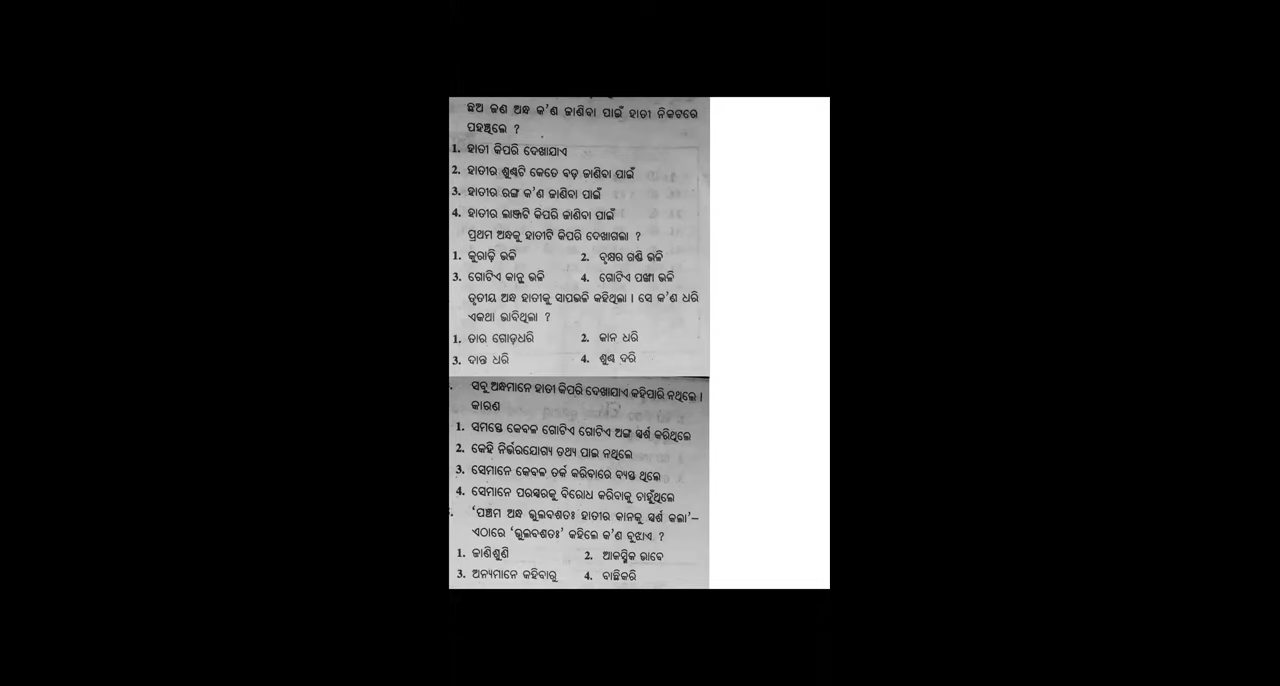 ଛଅ ଜଣ ଅନ୍ଧ କ'ଣ ଜାଣିବା ପାଇଁ ହାତୀ ନିକଟରେ
ପହଞ୍ଚିଲେ ?
1. ହାତୀ କିପରି ଦେଖାଯାଏ
2. ହାତୀର ଶୁଣ୍ଢଟି କେତେ ବଡ଼ ଜାଣିବା ପାଇଁ
3. ହାତୀର ରଙ୍ଗ କ'ଣ ଜାଣିବା ପାଇଁ
4. ହାତୀର ଲାଞ୍ଜଟି କିପରି ଜାଣିବା ପାଇଁ
ପ୍ରଥମ ଅନ୍ଧକୁ ହାତୀଟି କିପରି ଦେଖାଗଲା ?
1. କୁରାଢ଼ି ଭଳି 2. ବୃକ୍ଷର ଗଣ୍ଡି ଭଳି
3. ଗୋଟିଏ କାନ୍ଥ ଭଳି 4. ଗୋଟିଏ ପଙ୍ଖା ଭଳି
ତୃତୀୟ ଅନ୍ଧ ହାତୀକୁ ସାପଭଳି କହିଥିଲା । ସେ କ'ଣ ଧରି
ଏକଥା ଭାବିଥିଲା ?
1. ତାର ଗୋଡ଼ଧରି 2. କାନ ଧରି
3. ଦାନ୍ତ ଧରି 4. ଶୁଣ୍ଢ ଦରି
. ସବୁ ଅନ୍ଧମାନେ ହାତୀ କିପରି ଦେଖାଯାଏ କହିପାରି ନଥିଲେ ।
କାରଣ
1. ସମସ୍ତେ କେବଳ ଗୋଟିଏ ଗୋଟିଏ ଅଙ୍ଗ ସ୍ପର୍ଶ କରିଥିଲେ
2. କେହି ନିର୍ଭରଯୋଗ୍ୟ ତଥ୍ୟ ପାଇ ନଥିଲେ
3. ସେମାନେ କେବଳ ତର୍କ କରିବାରେ ବ୍ୟସ୍ତ ଥିଲେ
4. ସେମାନେ ପରସ୍ପରକୁ ବିରୋଧ କରିବାକୁ ଚାହୁଁଥିଲେ
. 'ପଞ୍ଚମ ଅନ୍ଧ ଭୁଲବଶତଃ ହାତୀର କାନକୁ ସ୍ପର୍ଶ କଲା'–
ଏଠାରେ 'ଭୁଲବଶତଃ' କହିଲେ କ'ଣ ବୁଝାଏ ?
1. ଜାଣିଶୁଣି 2. ଆକସ୍ମିକ ଭାବେ
3. ଅନ୍ୟମାନେ କହିବାରୁ 4. ବାଛିକରି